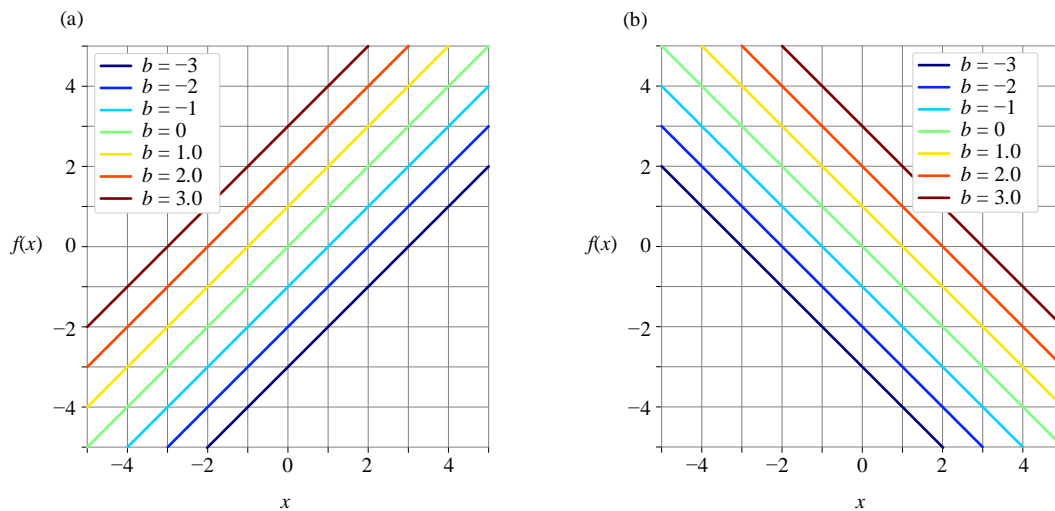 (a)
b = −3
b = −2
b = −1
b = 0
b = 1.0
b = 2.0
b = 3.0
4
2
0
−2
−4
f(x)
−4
−2
0
2
4
x
(b)
b = −3
b = −2
b = −1
b = 0
b = 1.0
b = 2.0
b = 3.0
4
2
0
−2
−4
f(x)
−4
−2
0
2
4
x